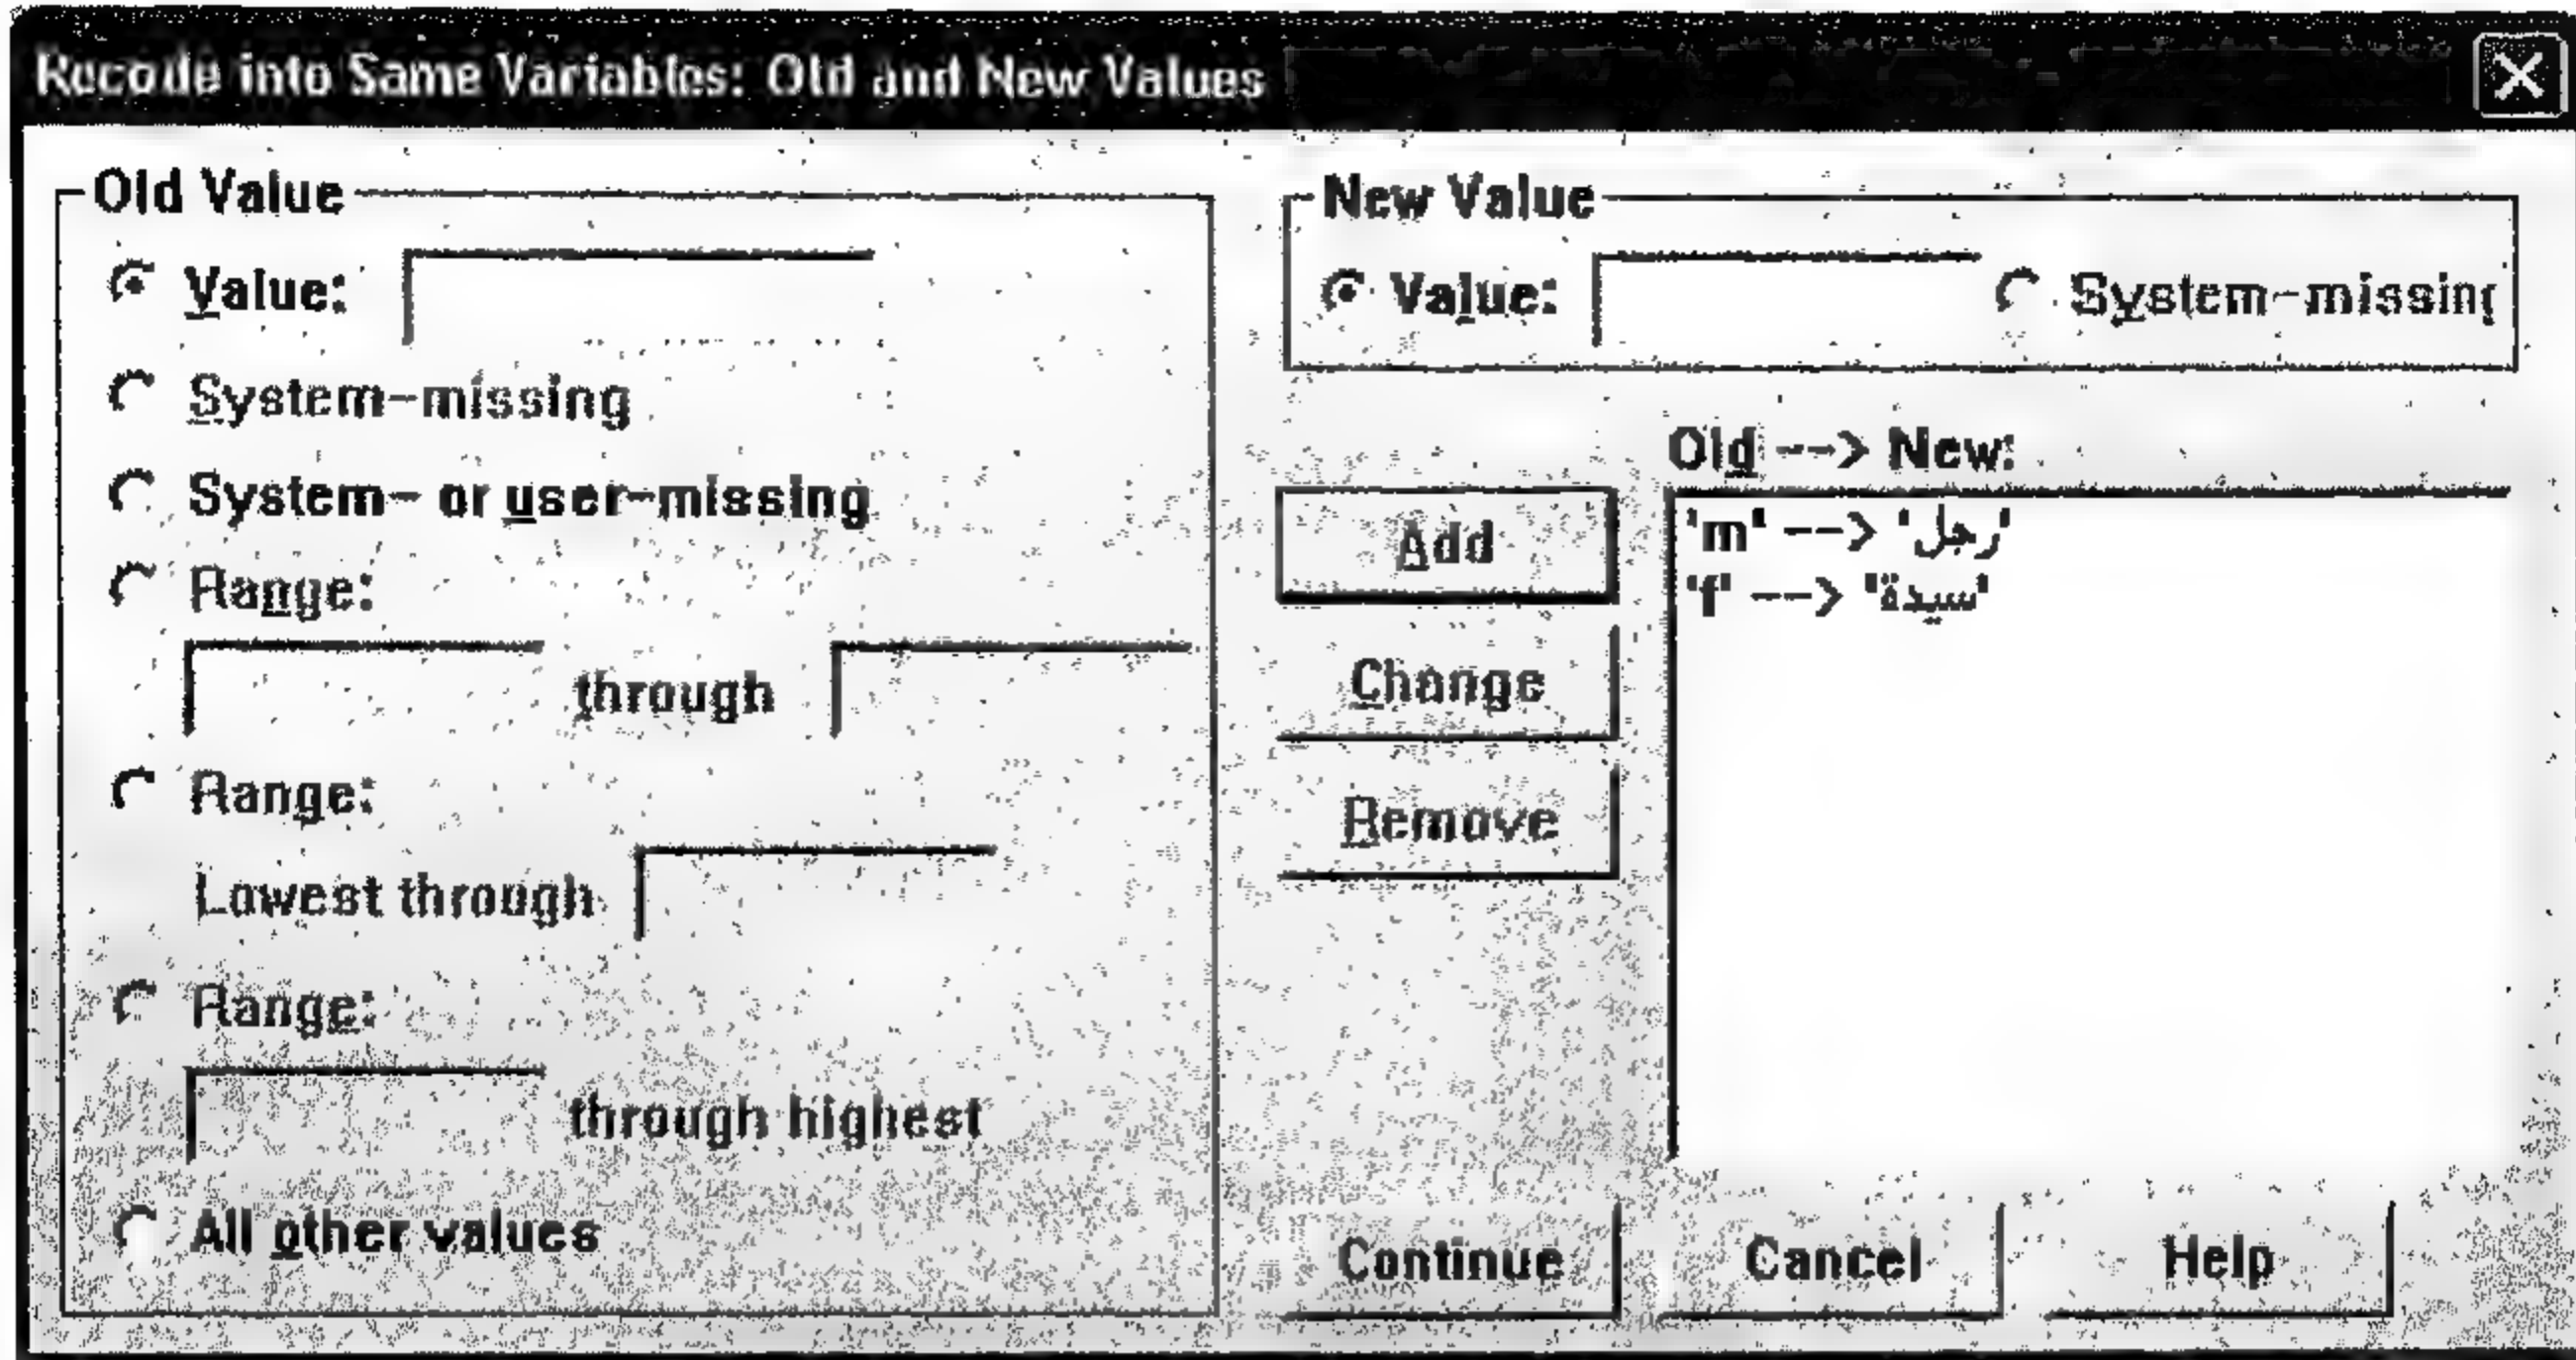 Recode into Same Variables: Old and New Values
Old Value
Value:
System-missing
System- or user-missing
Range:
through
Range:
Lowest through
Range:
through highest
All other values
New Value
Value: System-missing
Old --> New:
'm' --> 'رجل'
'f' --> 'سيدة'
Add
Change
Remove
Continue Cancel Help